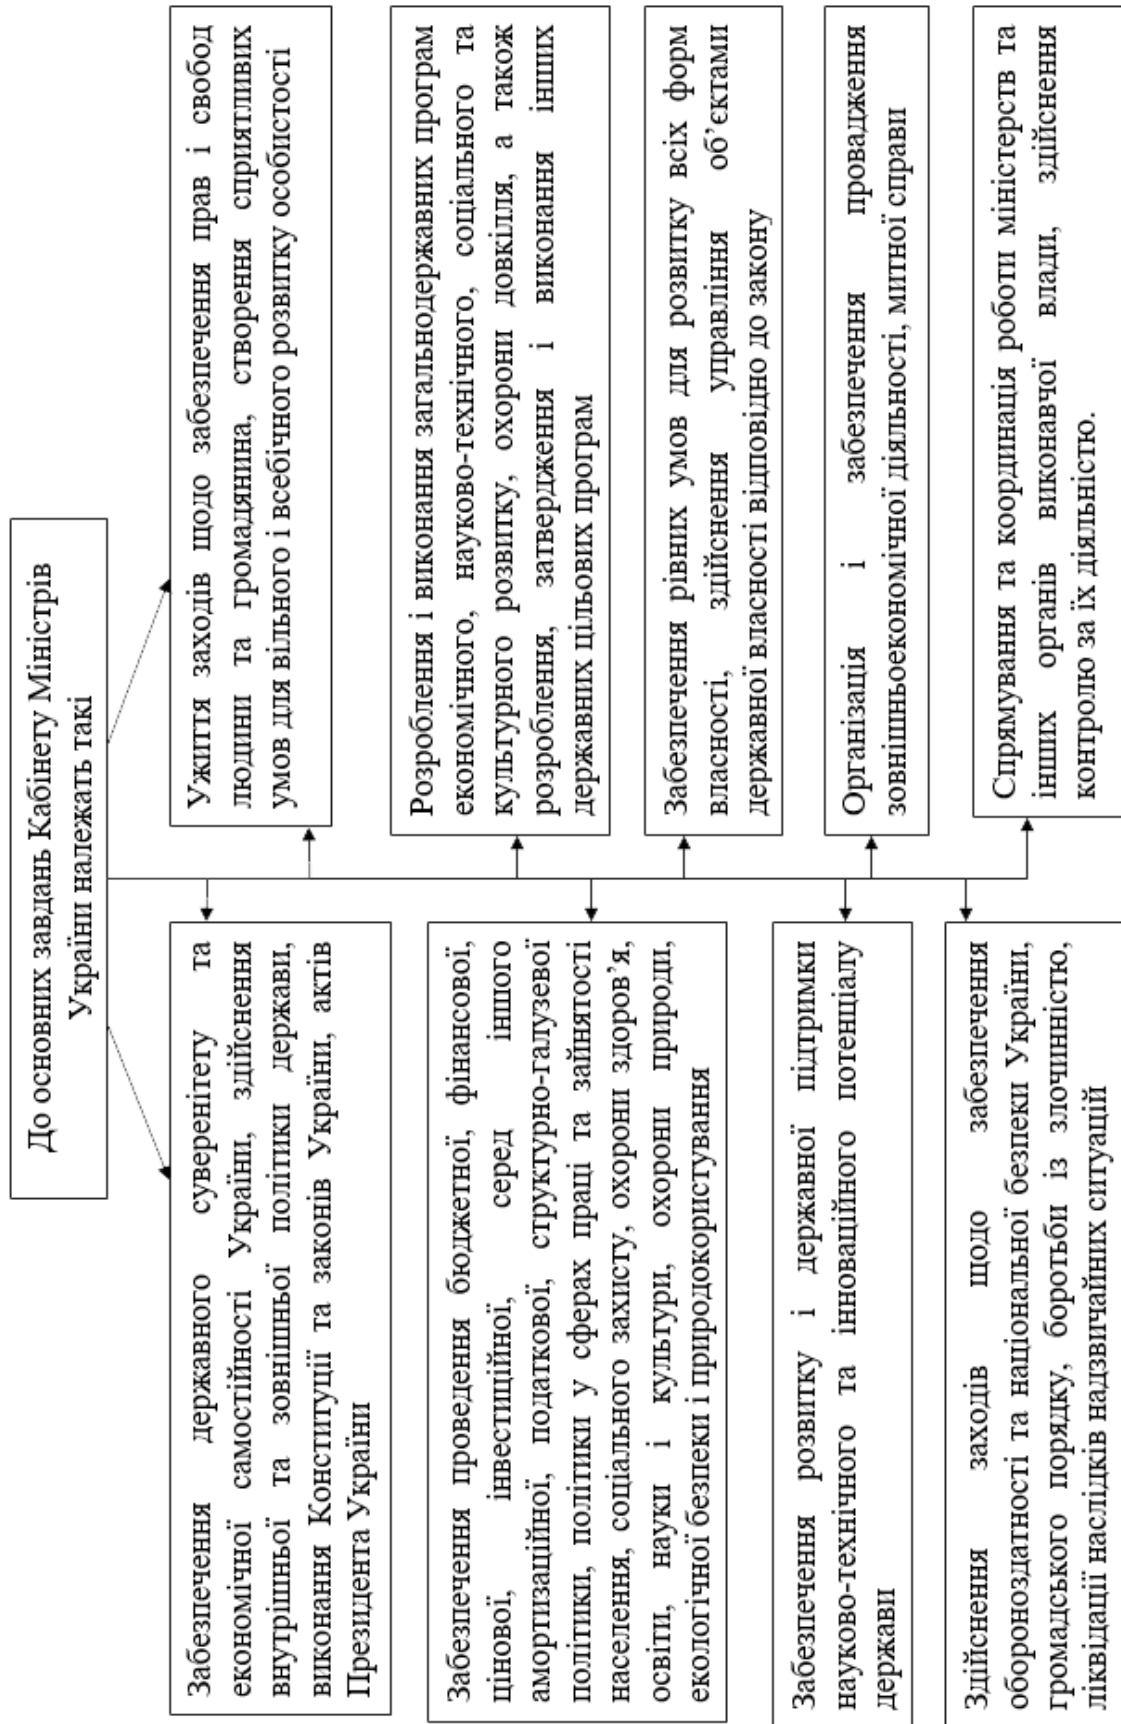 До основних завдань Кабінету Міністрів
України належать такі
Забезпечення державного суверенітету та
економічної самостійності України, здійснення
внутрішньої та зовнішньої політики держави,
виконання Конституції та законів України, актів
Президента України
Ужиття заходів щодо забезпечення прав і свобод
людини та громадянина, створення сприятливих
умов для вільного і всебічного розвитку особистості
Забезпечення проведення бюджетної, фінансової,
цінової, інвестиційної, серед іншого
амортизаційної, податкової, структурно-галузевої
політики, політики у сферах праці та зайнятості
населення, соціального захисту, охорони здоров’я,
освіти, науки і культури, охорони природи,
екологічної безпеки і природокористування
Розроблення і виконання загальнодержавних програм
економічного, науково-технічного, соціального та
культурного розвитку, охорони довкілля, а також
розроблення, затвердження і виконання інших
державних цільових програм
Забезпечення рівних умов для розвитку всіх форм
власності, здійснення управління об’єктами
державної власності відповідно до закону
Забезпечення розвитку і державної підтримки
науково-технічного та інноваційного потенціалу
держави
Організація і забезпечення провадження
зовнішньоекономічної діяльності, митної справи
Здійснення заходів щодо забезпечення
обороноздатності та національної безпеки України,
громадського порядку, боротьби із злочинністю,
ліквідації наслідків надзвичайних ситуацій
Спрямування та координація роботи міністерств та
інших органів виконавчої влади, здійснення
контролю за їх діяльністю.